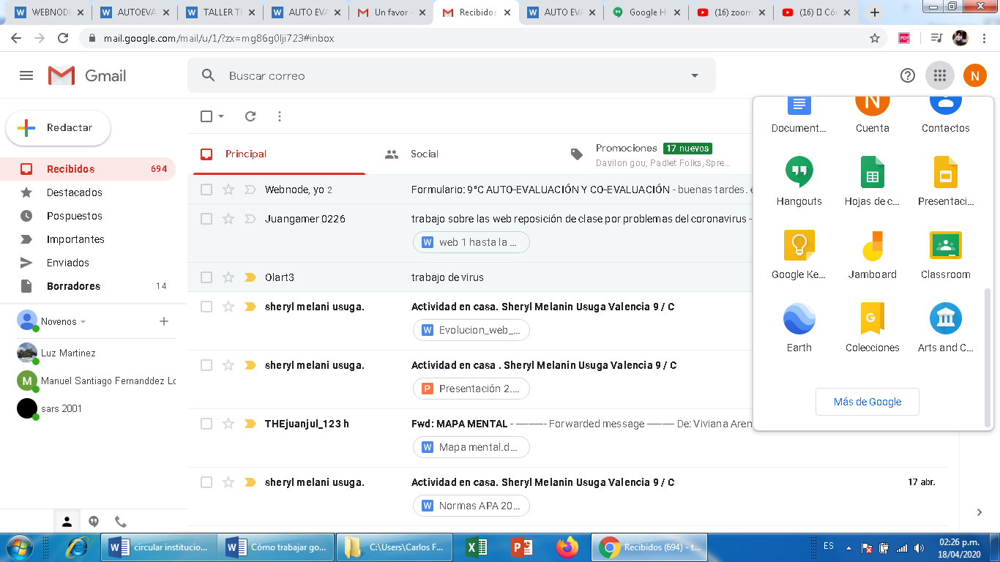 WEBNODE
AUTOEVA
TALLER TF
AUTO EVA
Un favor -
Recibidos
AUTO EVA
Google H
(16) zoom
(16)
mail.google.com/mail/u/1/?zx=mg86g0lji723#inbox
PDF
Gmail
Buscar correo
N
Redactar
Recibidos 694
Destacados
Pospuestos
Importantes
Enviados
Borradores 14
Novenos
Luz Martinez
M Manuel Santiago Fernanddez Lo
sars 2001
Principal
Social
Promociones 17 nuevos
Davilon gou, Padlet Folks, Spre...
Webnode, yo 2 Formulario: 9°C AUTO-EVALUACIÓN Y CO-EVALUACIÓN - buenas tardes. e
Juangamer 0226 trabajo sobre las web reposición de clase por problemas del coronavirus -
W web 1 hasta la ...
Olart3 trabajo de virus
sheryl melani usuga. Actividad en casa. Sheryl Melanin Usuga Valencia 9 / C
W Evolucion_web_...
sheryl melani usuga. Actividad en casa . Sheryl Melanin Usuga Valencia 9 / C
P Presentación 2....
THEjuanjul_123 h Fwd: MAPA MENTAL - ---------- Forwarded message --------- De: Viviana Aren
W Mapa mental.d...
sheryl melani usuga. Actividad en casa. Sheryl Melanin Usuga Valencia 9 / C 17 abr.
W Normas APA 20...
Document... Cuenta Contactos
Hangouts Hojas de c... Presentaci...
Google Ke... Jamboard Classroom
Earth Colecciones Arts and C...
Más de Google
circular institucio...
Cómo trabajar go...
C:\Users\Carlos F...
Recibidos (694) - t...
ES
02:26 p.m.
18/04/2020